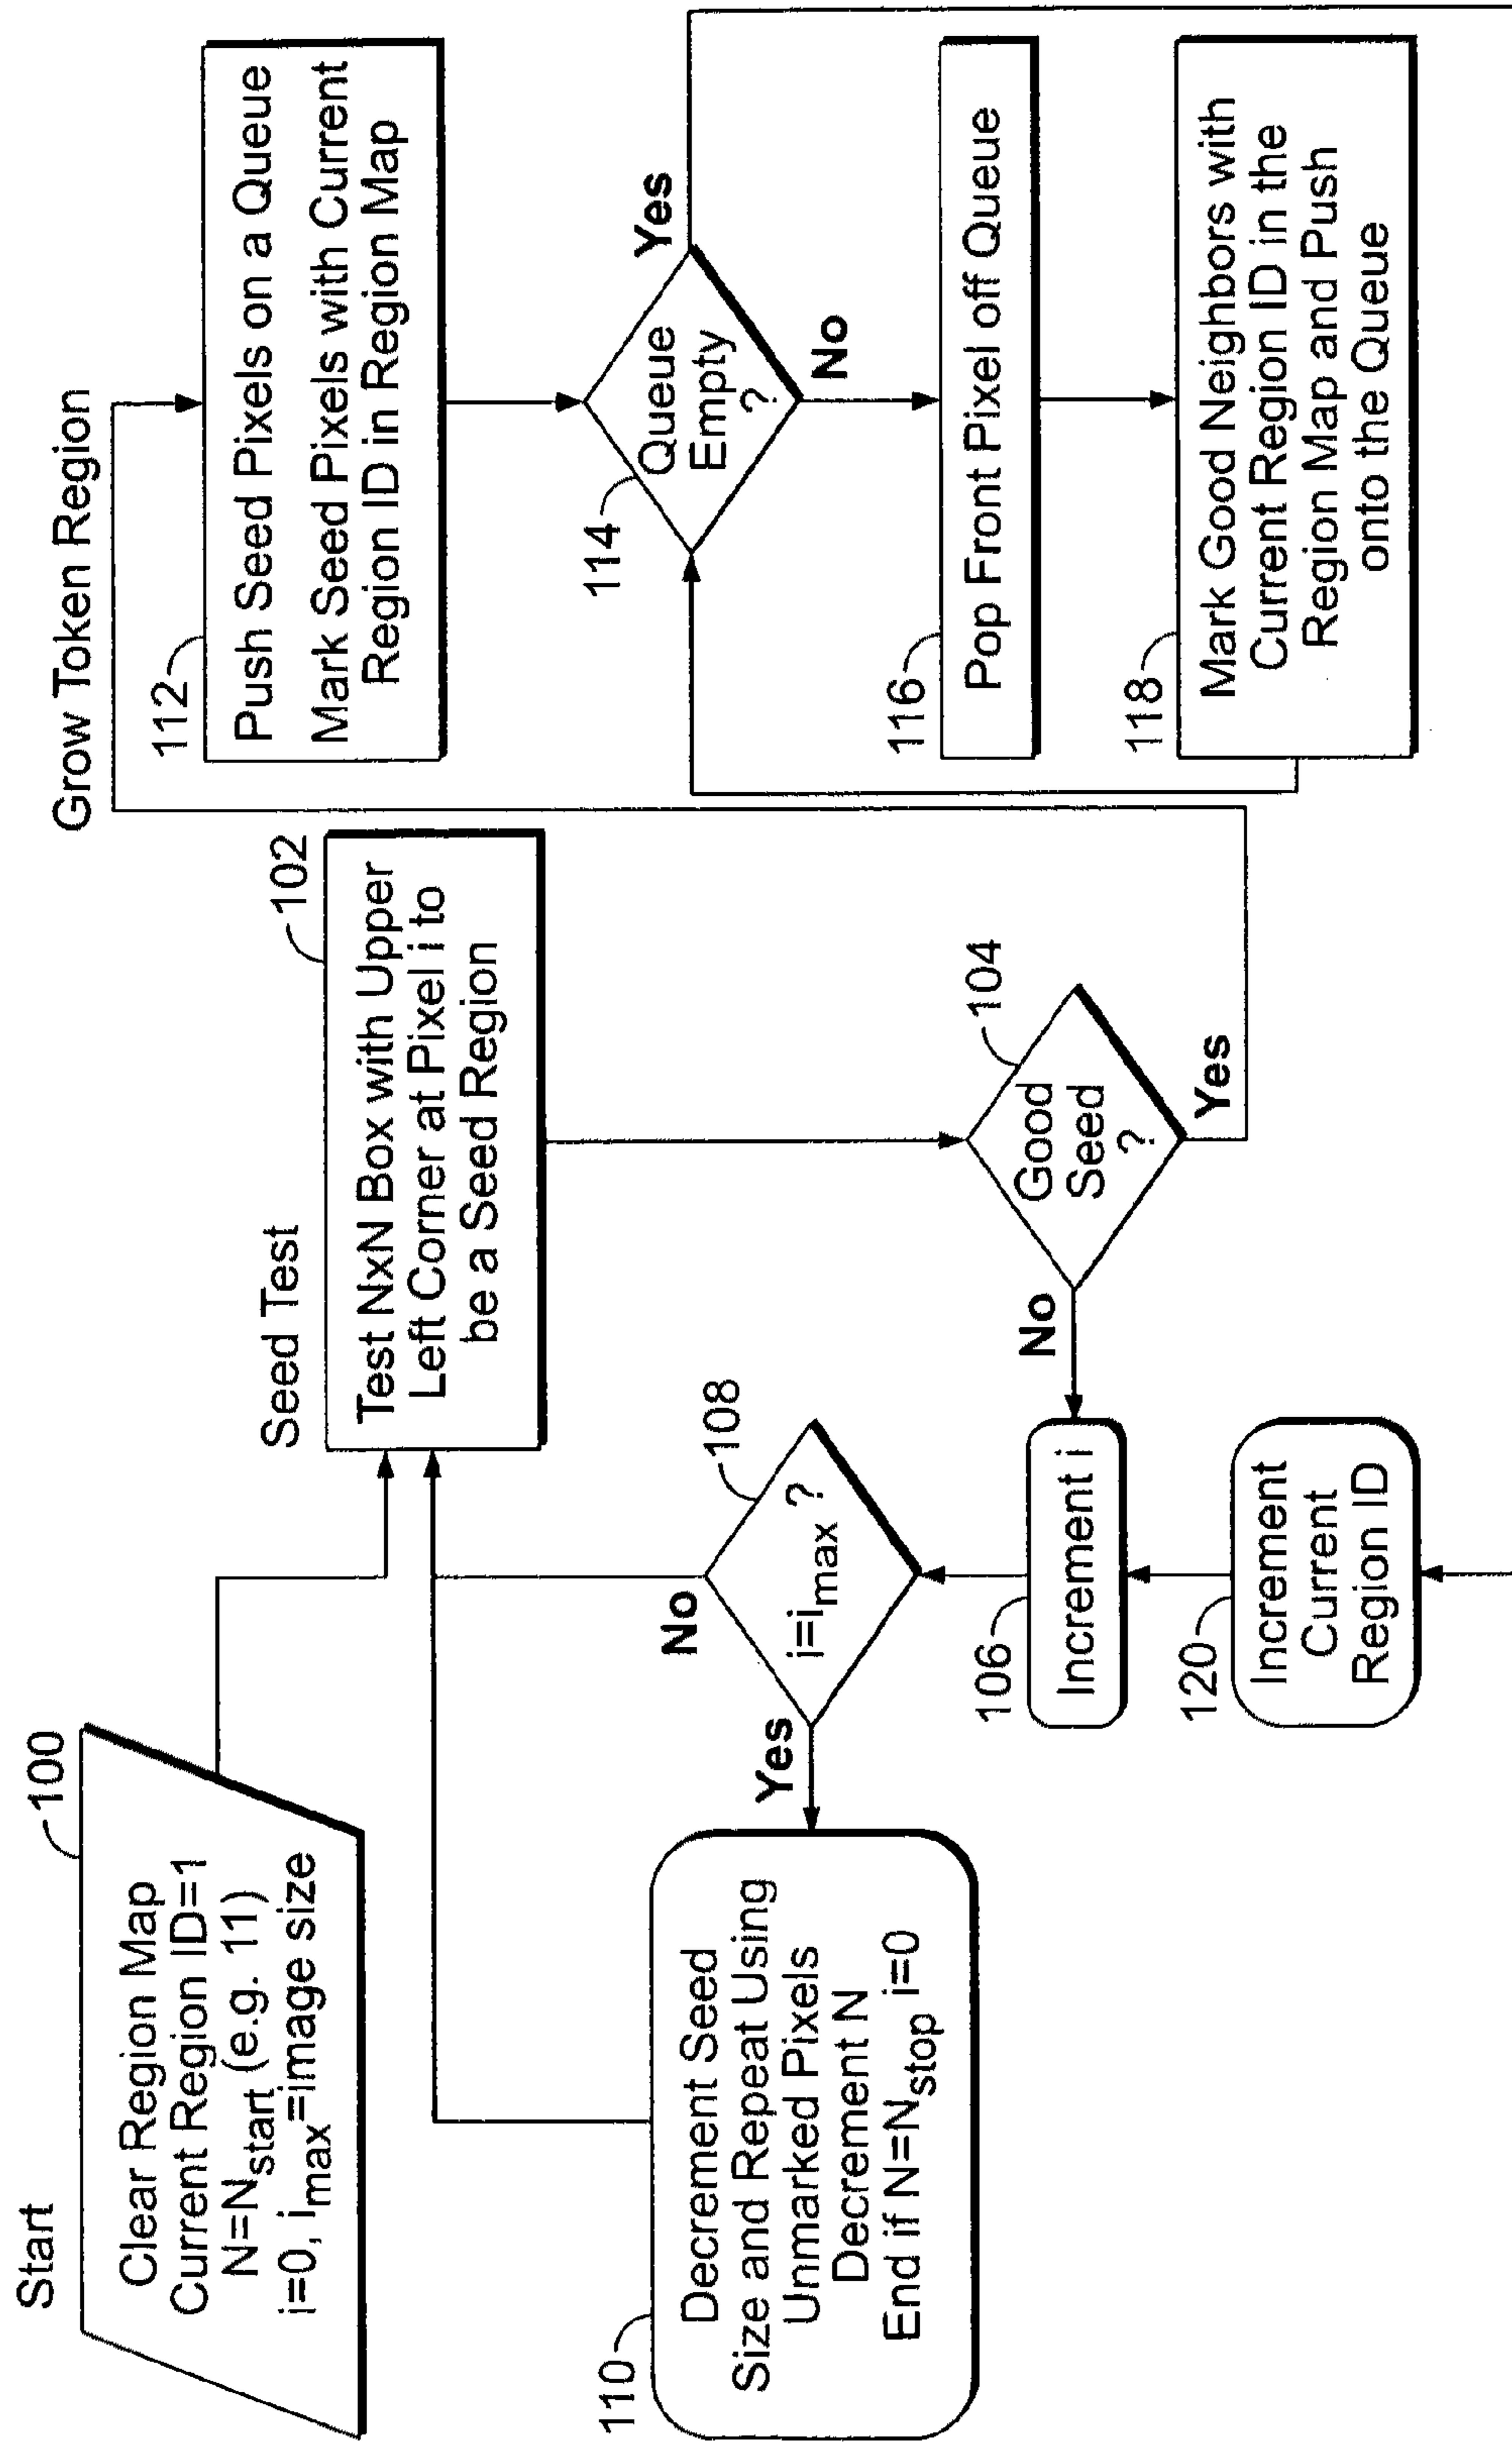 Start
100
Clear Region Map
Current Region ID=1
N=Nstart (e.g. 11)
i=0, imax=image size
Seed Test
102
Test NxN Box with Upper
Left Corner at Pixel i to
be a Seed Region
104
Good
Seed
?
No
Yes
106
Increment i
108
i=imax ?
No
Yes
110
Decrement Seed
Size and Repeat Using
Unmarked Pixels
Decrement N
End if N=Nstop i=0
120
Increment
Current
Region ID
Grow Token Region
112
Push Seed Pixels on a Queue
Mark Seed Pixels with Current
Region ID in Region Map
114
Queue
Empty
?
Yes
No
116
Pop Front Pixel off Queue
118
Mark Good Neighbors with
Current Region ID in the
Region Map and Push
onto the Queue